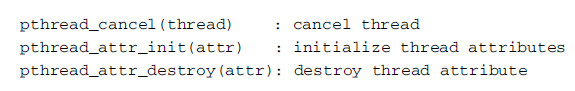 pthread_cancel(thread)    : cancel thread
pthread_attr_init(attr)   : initialize thread attributes
pthread_attr_destroy(attr): destroy thread attribute